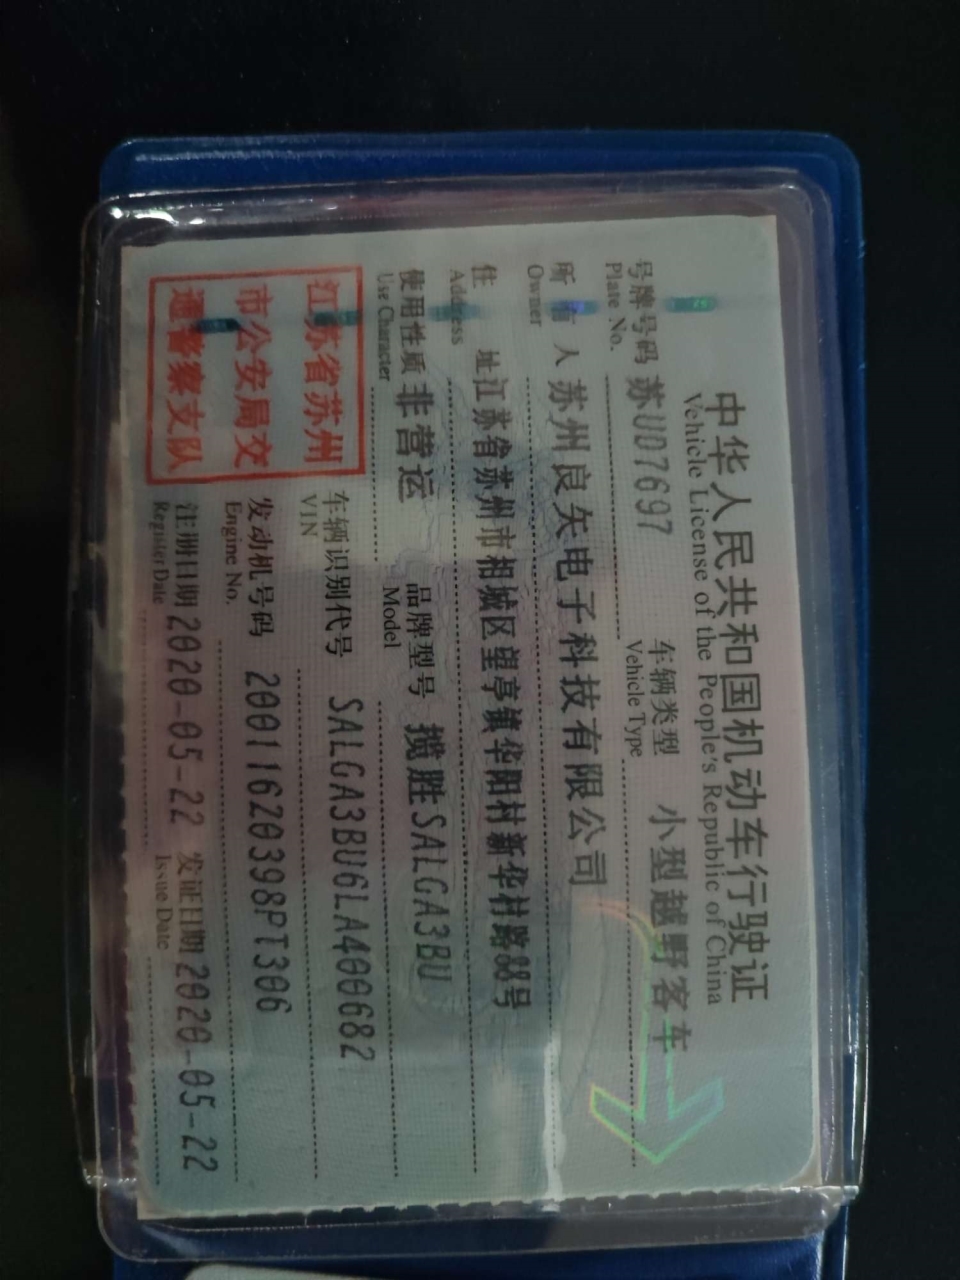 中华人民共和国机动车行驶证
Vehicle License of the People's Republic of China
号牌号码 苏UD7697 车辆类型 小型越野客车
Plate No. Vehicle Type
所有人 苏州良矢电子科技有限公司
Owner
住址 江苏省苏州市相城区望亭镇华阳村新华村路88号
Address
使用性质 非营运 品牌型号 揽胜SALGA3BU
Use Character Model
江苏省苏州
市公安局交
通警察支队
车辆识别代号 SALGA3BU6LA400682
VIN
发动机号码 20011620398PT306
Engine No.
注册日期 2020-05-22 发证日期 2020-05-22
Register Date Issue Date